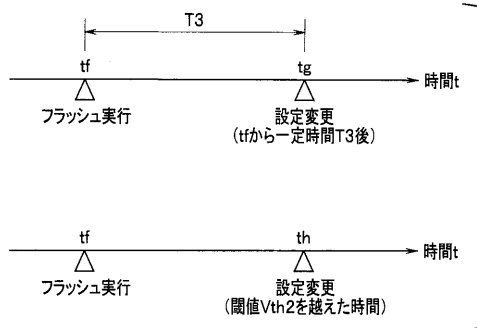 T3
tf
tg
時間t
フラッシュ実行
設定変更
(tfから一定時間T3後)
tf
th
時間t
フラッシュ実行
設定変更
(閾値Vth2を越えた時間)